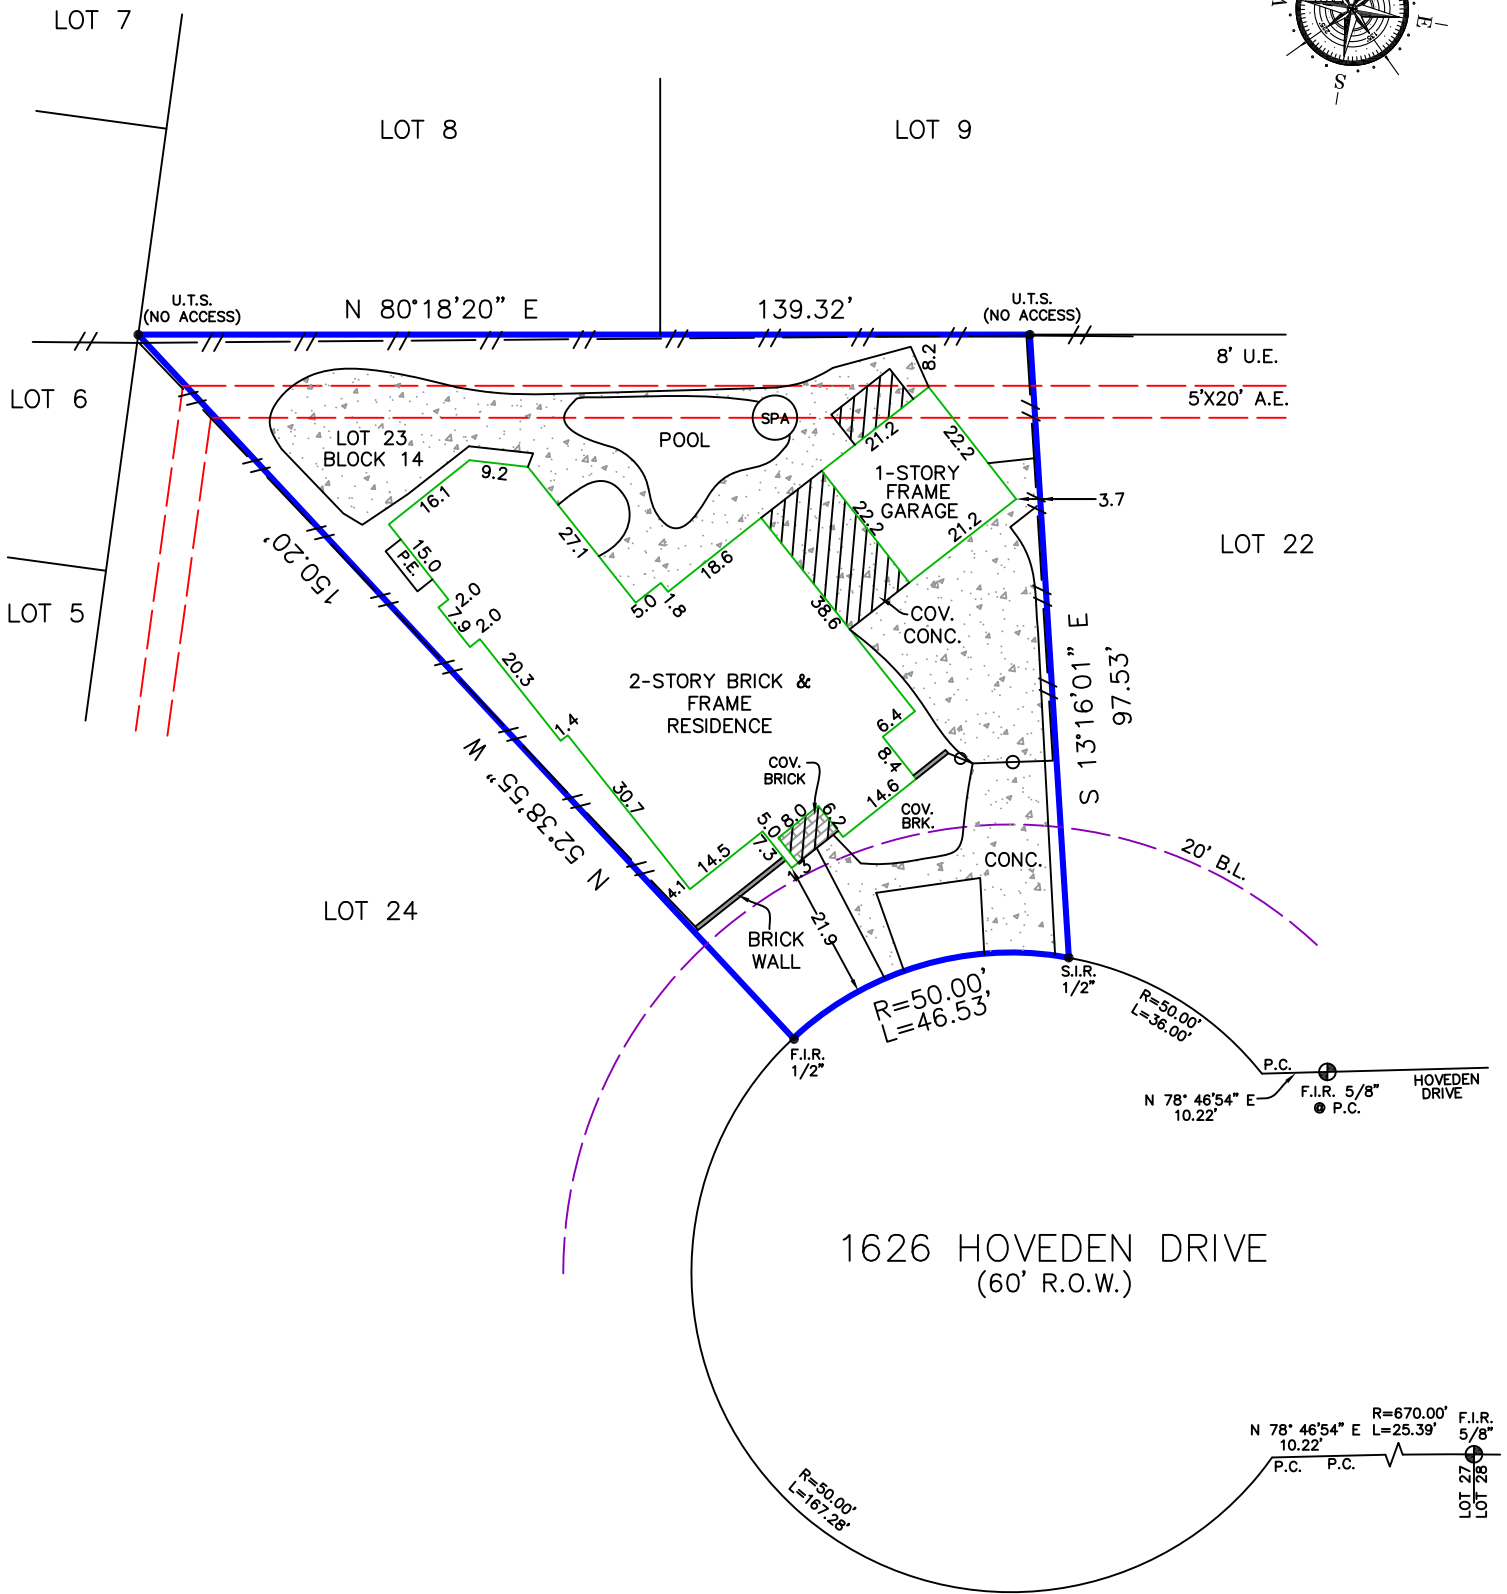 LOT 7
LOT 8
LOT 9
E
S
U.T.S.
(NO ACCESS)
N 80°18'20" E
139.32'
U.T.S.
(NO ACCESS)
8' U.E.
5'X20' A.E.
LOT 6
LOT 5
LOT 23
BLOCK 14
POOL
SPA
8.2
21.2
22.2
1-STORY
FRAME
GARAGE
22.2
21.2
3.7
LOT 22
9.2
16.1
15.0
P.E.
27.1
18.6
5.0
1.8
2.0
7.9
2.0
20.3
1.4
30.7
38.6
COV.
CONC.
150.20'
N 52°38'55" W
2-STORY BRICK &
FRAME
RESIDENCE
S 13°16'01" E
97.53'
6.4
8.4
14.6
COV.
BRICK
COV.
BRK.
8.0
6.2
5.0
7.3
1.3
14.5
4.1
21.9
CONC.
20' B.L.
LOT 24
BRICK
WALL
R=50.00',
L=46.53'
S.I.R.
1/2"
F.I.R.
1/2"
R=50.00'
L=36.00'
P.C.
N 78° 46'54" E
10.22'
F.I.R. 5/8"
@ P.C.
HOVEDEN
DRIVE
1626 HOVEDEN DRIVE
(60' R.O.W.)
R=50.00'
L=167.28'
N 78° 46'54" E
10.22'
P.C.
P.C.
R=670.00'
L=25.39'
F.I.R.
5/8"
LOT 27
LOT 28